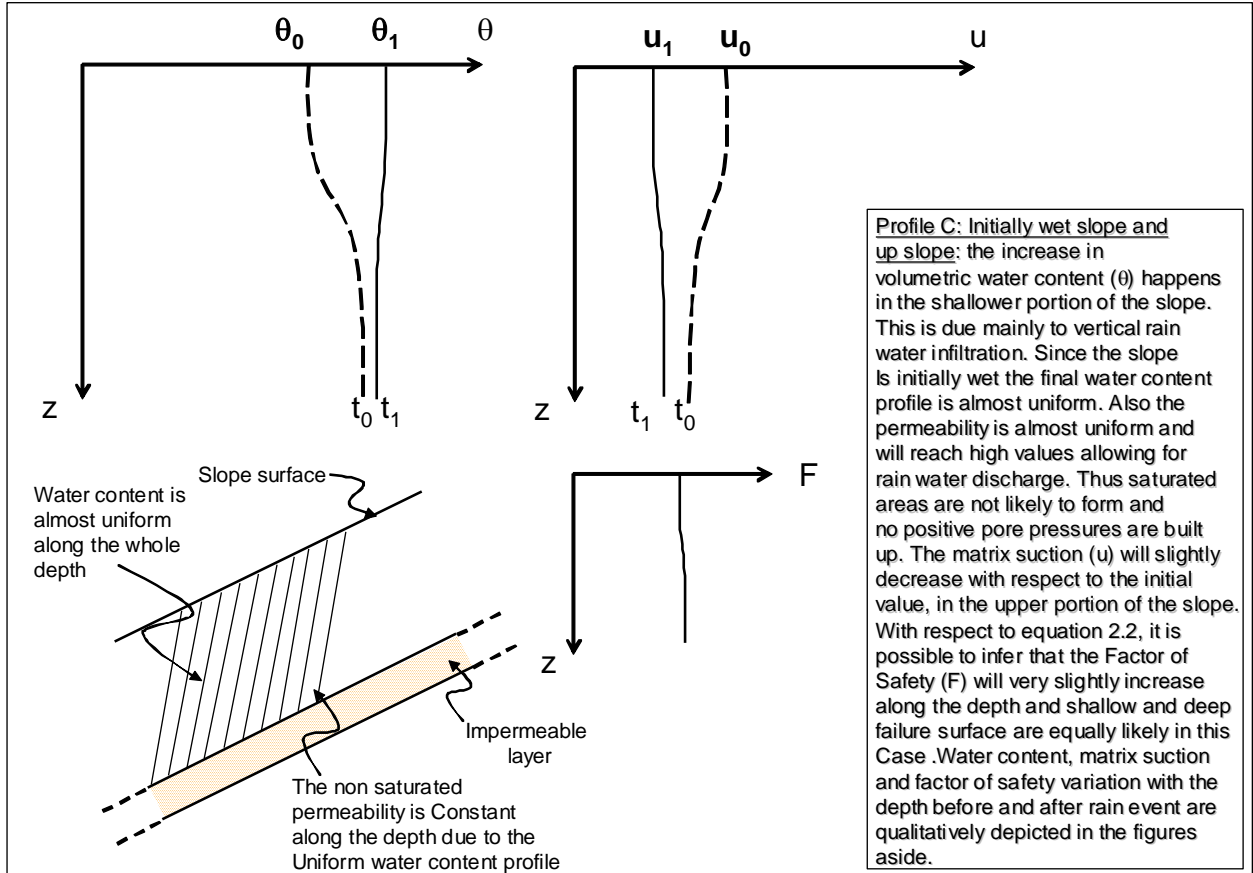 θ0 θ1 θ
u1 u0 u
z
t0 t1
z
t1 t0
F
z
Slope surface
Water content is
almost uniform
along the whole
depth
Impermeable
layer
The non saturated
permeability is Constant
along the depth due to the
Uniform water content profile
Profile C: Initially wet slope and
up slope: the increase in
volumetric water content (θ) happens
in the shallower portion of the slope.
This is due mainly to vertical rain
water infiltration. Since the slope
Is initially wet the final water content
profile is almost uniform. Also the
permeability is almost uniform and
will reach high values allowing for
rain water discharge. Thus saturated
areas are not likely to form and
no positive pore pressures are built
up. The matrix suction (u) will slightly
decrease with respect to the initial
value, in the upper portion of the slope.
With respect to equation 2.2, it is
possible to infer that the Factor of
Safety (F) will very slightly increase
along the depth and shallow and deep
failure surface are equally likely in this
Case .Water content, matrix suction
and factor of safety variation with the
depth before and after rain event are
qualitatively depicted in the figures
aside.